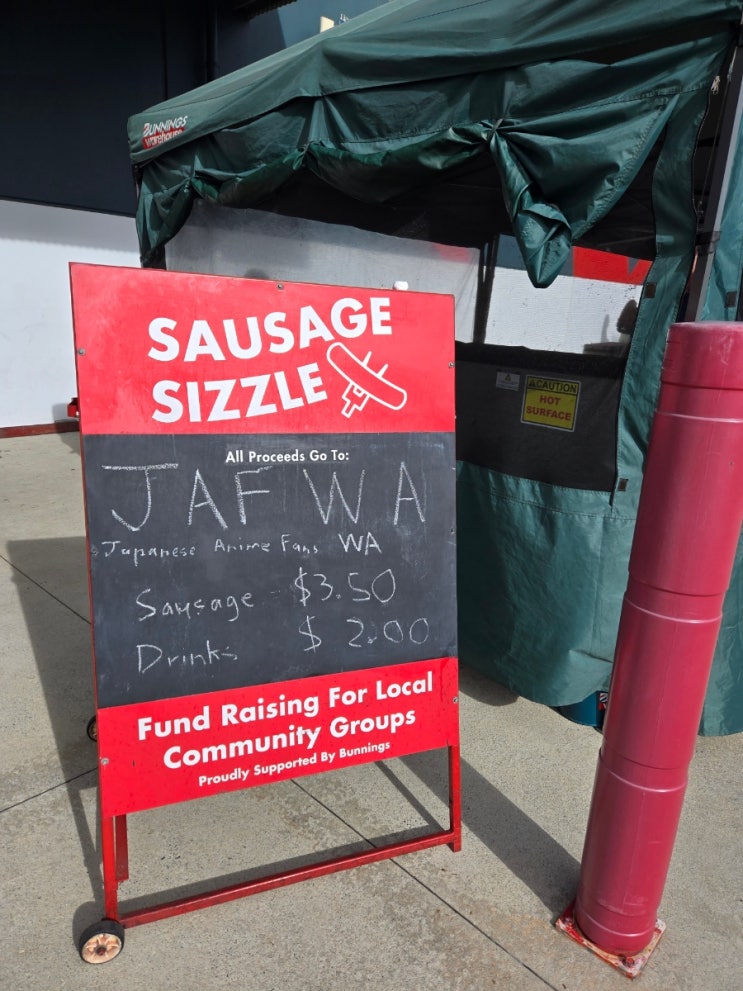 BUNNINGS
warehouse
SAUSAGE
SIZZLE
All Proceeds Go To:
JAFWA
Japanese Anime Fans WA
Sausage - $3.50
Drinks $2.00
Fund Raising For Local
Community Groups
Proudly Supported By Bunnings
CAUTION
HOT
SURFACE